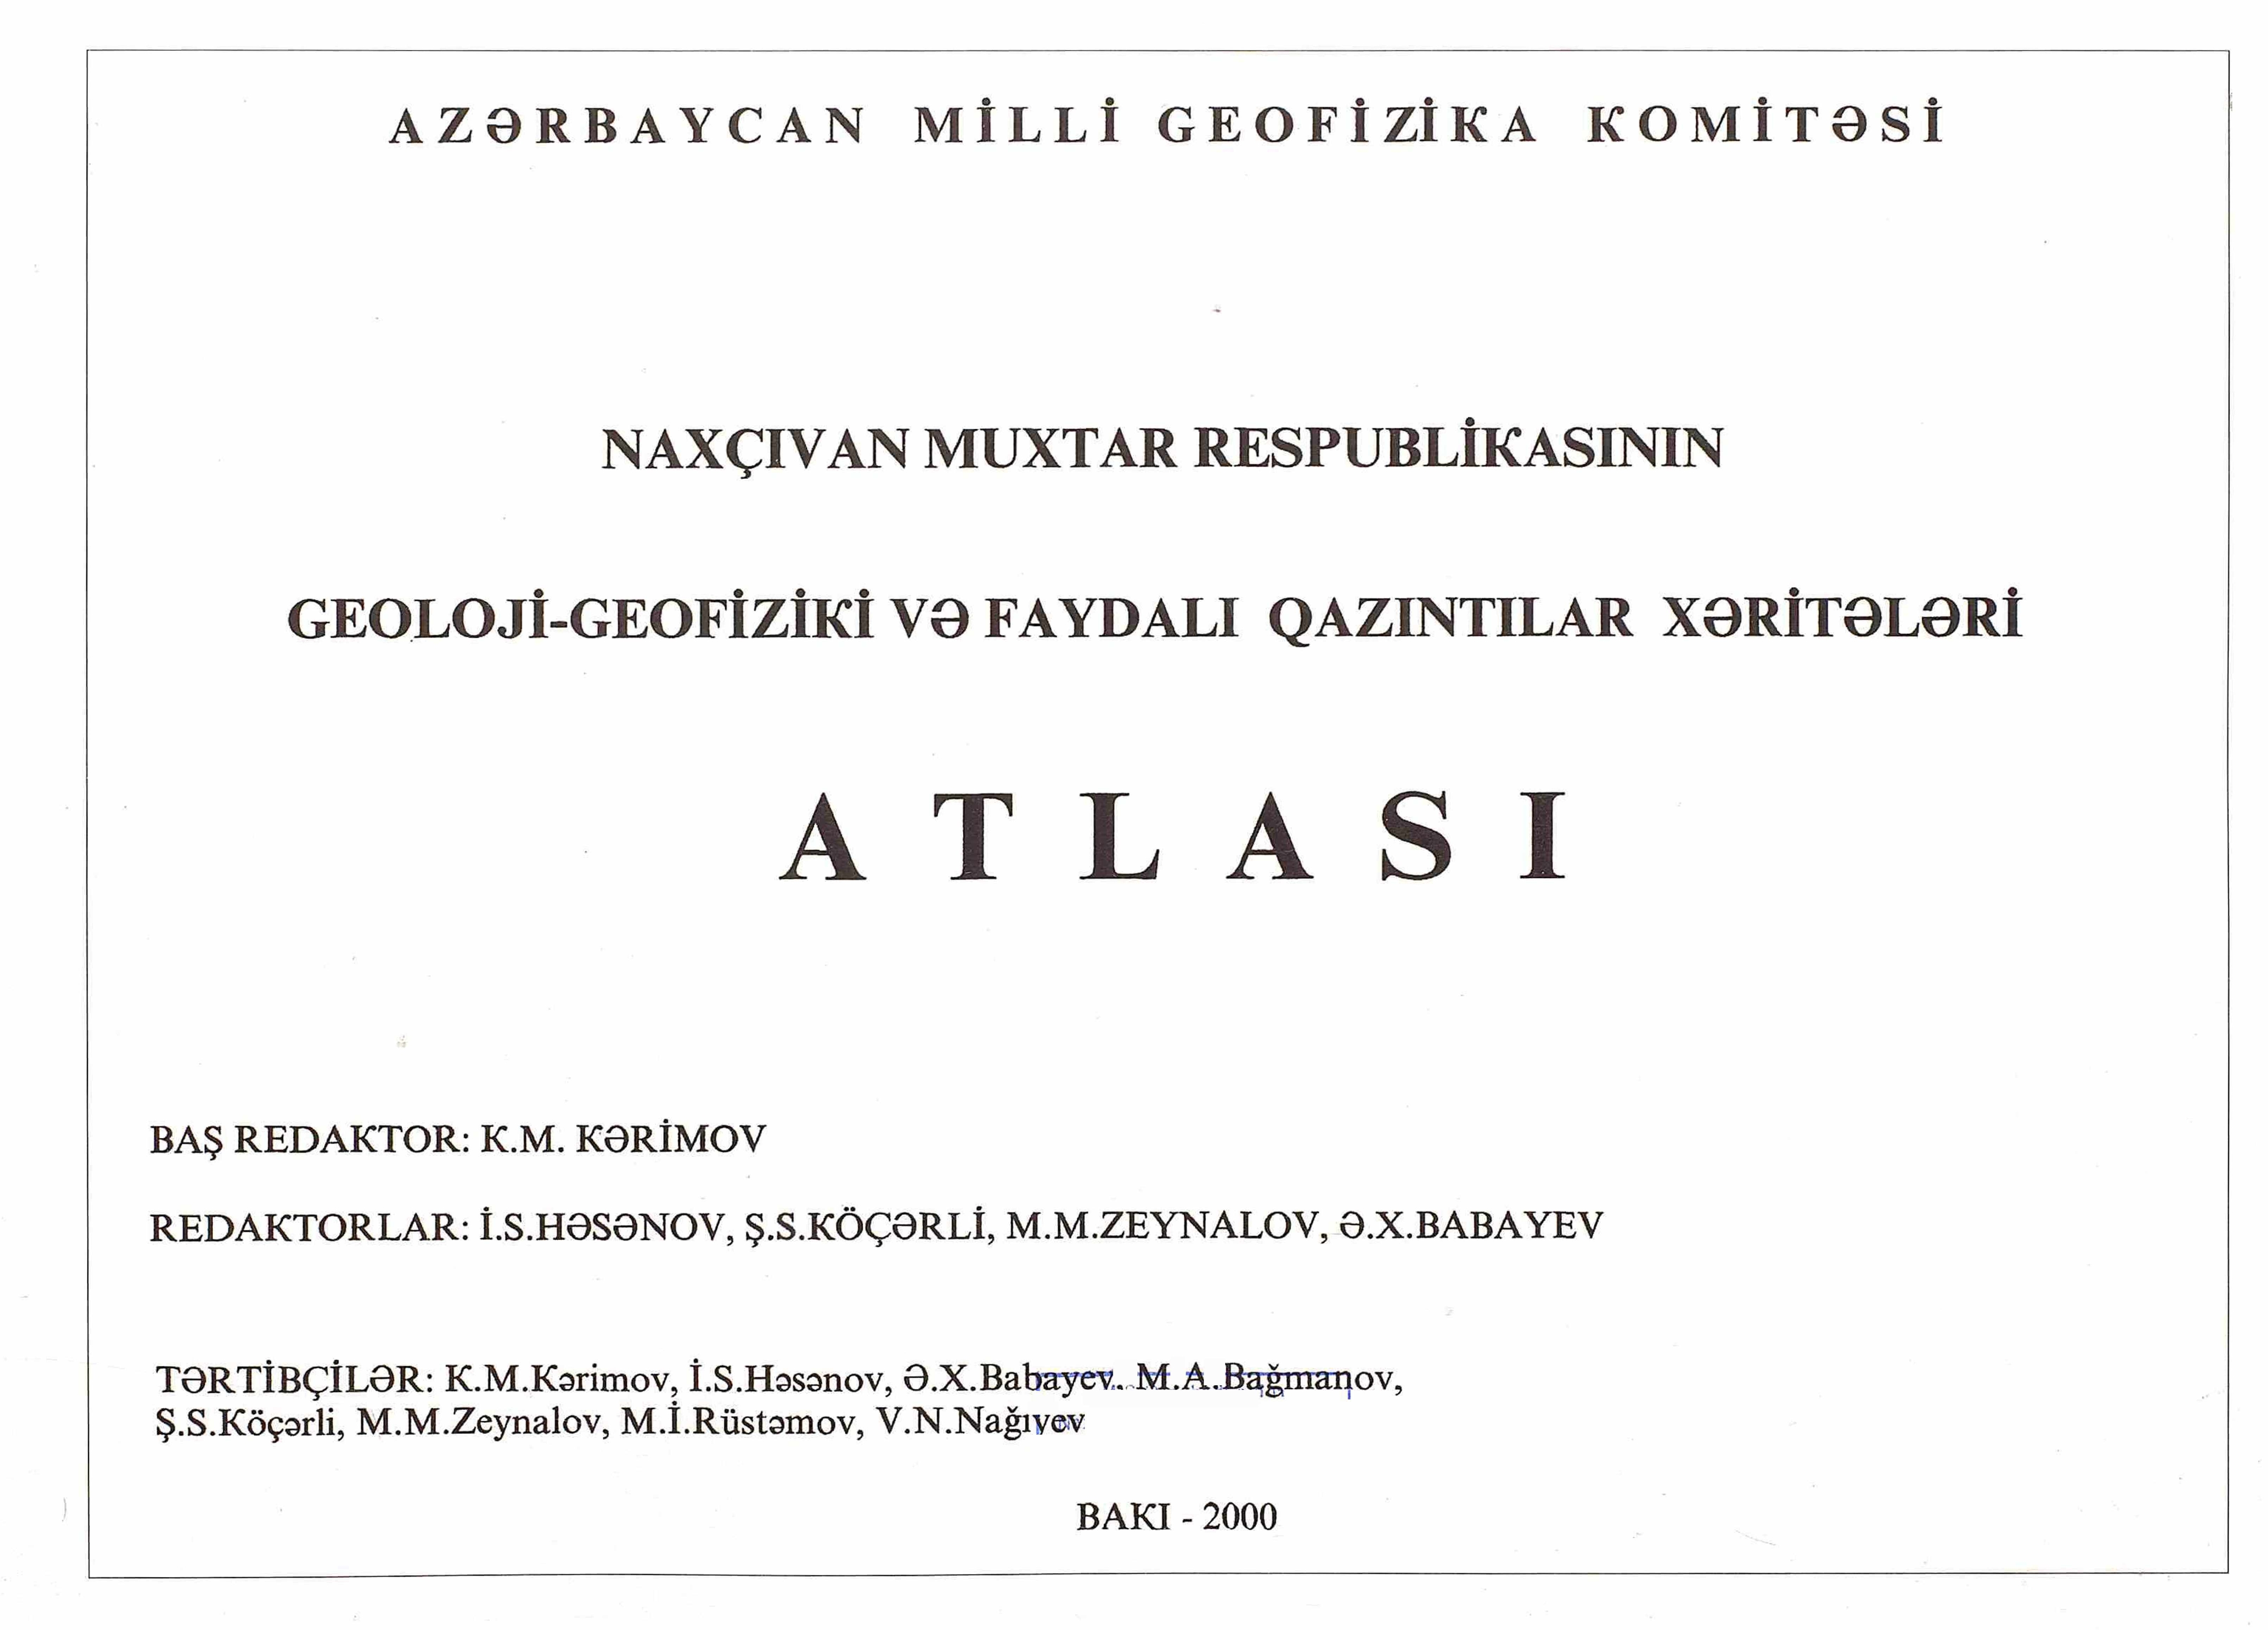 AZƏRBAYCAN MİLLİ GEOFİZİKA KOMİTƏSİ
NAXÇIVAN MUXTAR RESPUBLİKASININ
GEOLOJİ-GEOFİZİKİ VƏ FAYDALI QAZINTILAR XƏRİTƏLƏRİ
ATLASI
BAŞ REDAKTOR: K.M. KƏRİMOV
REDAKTORLAR: İ.S.HƏSƏNOV, Ş.S.KÖÇƏRLİ, M.M.ZEYNALOV, Ə.X.BABAYEV
TƏRTİBÇİLƏR: K.M.Kərimov, İ.S.Həsənov, Ə.X.Babayev, M.A.Bağmanov,
Ş.S.Köçərli, M.M.Zeynalov, M.İ.Rüstəmov, V.N.Nağıyev
BAKI - 2000